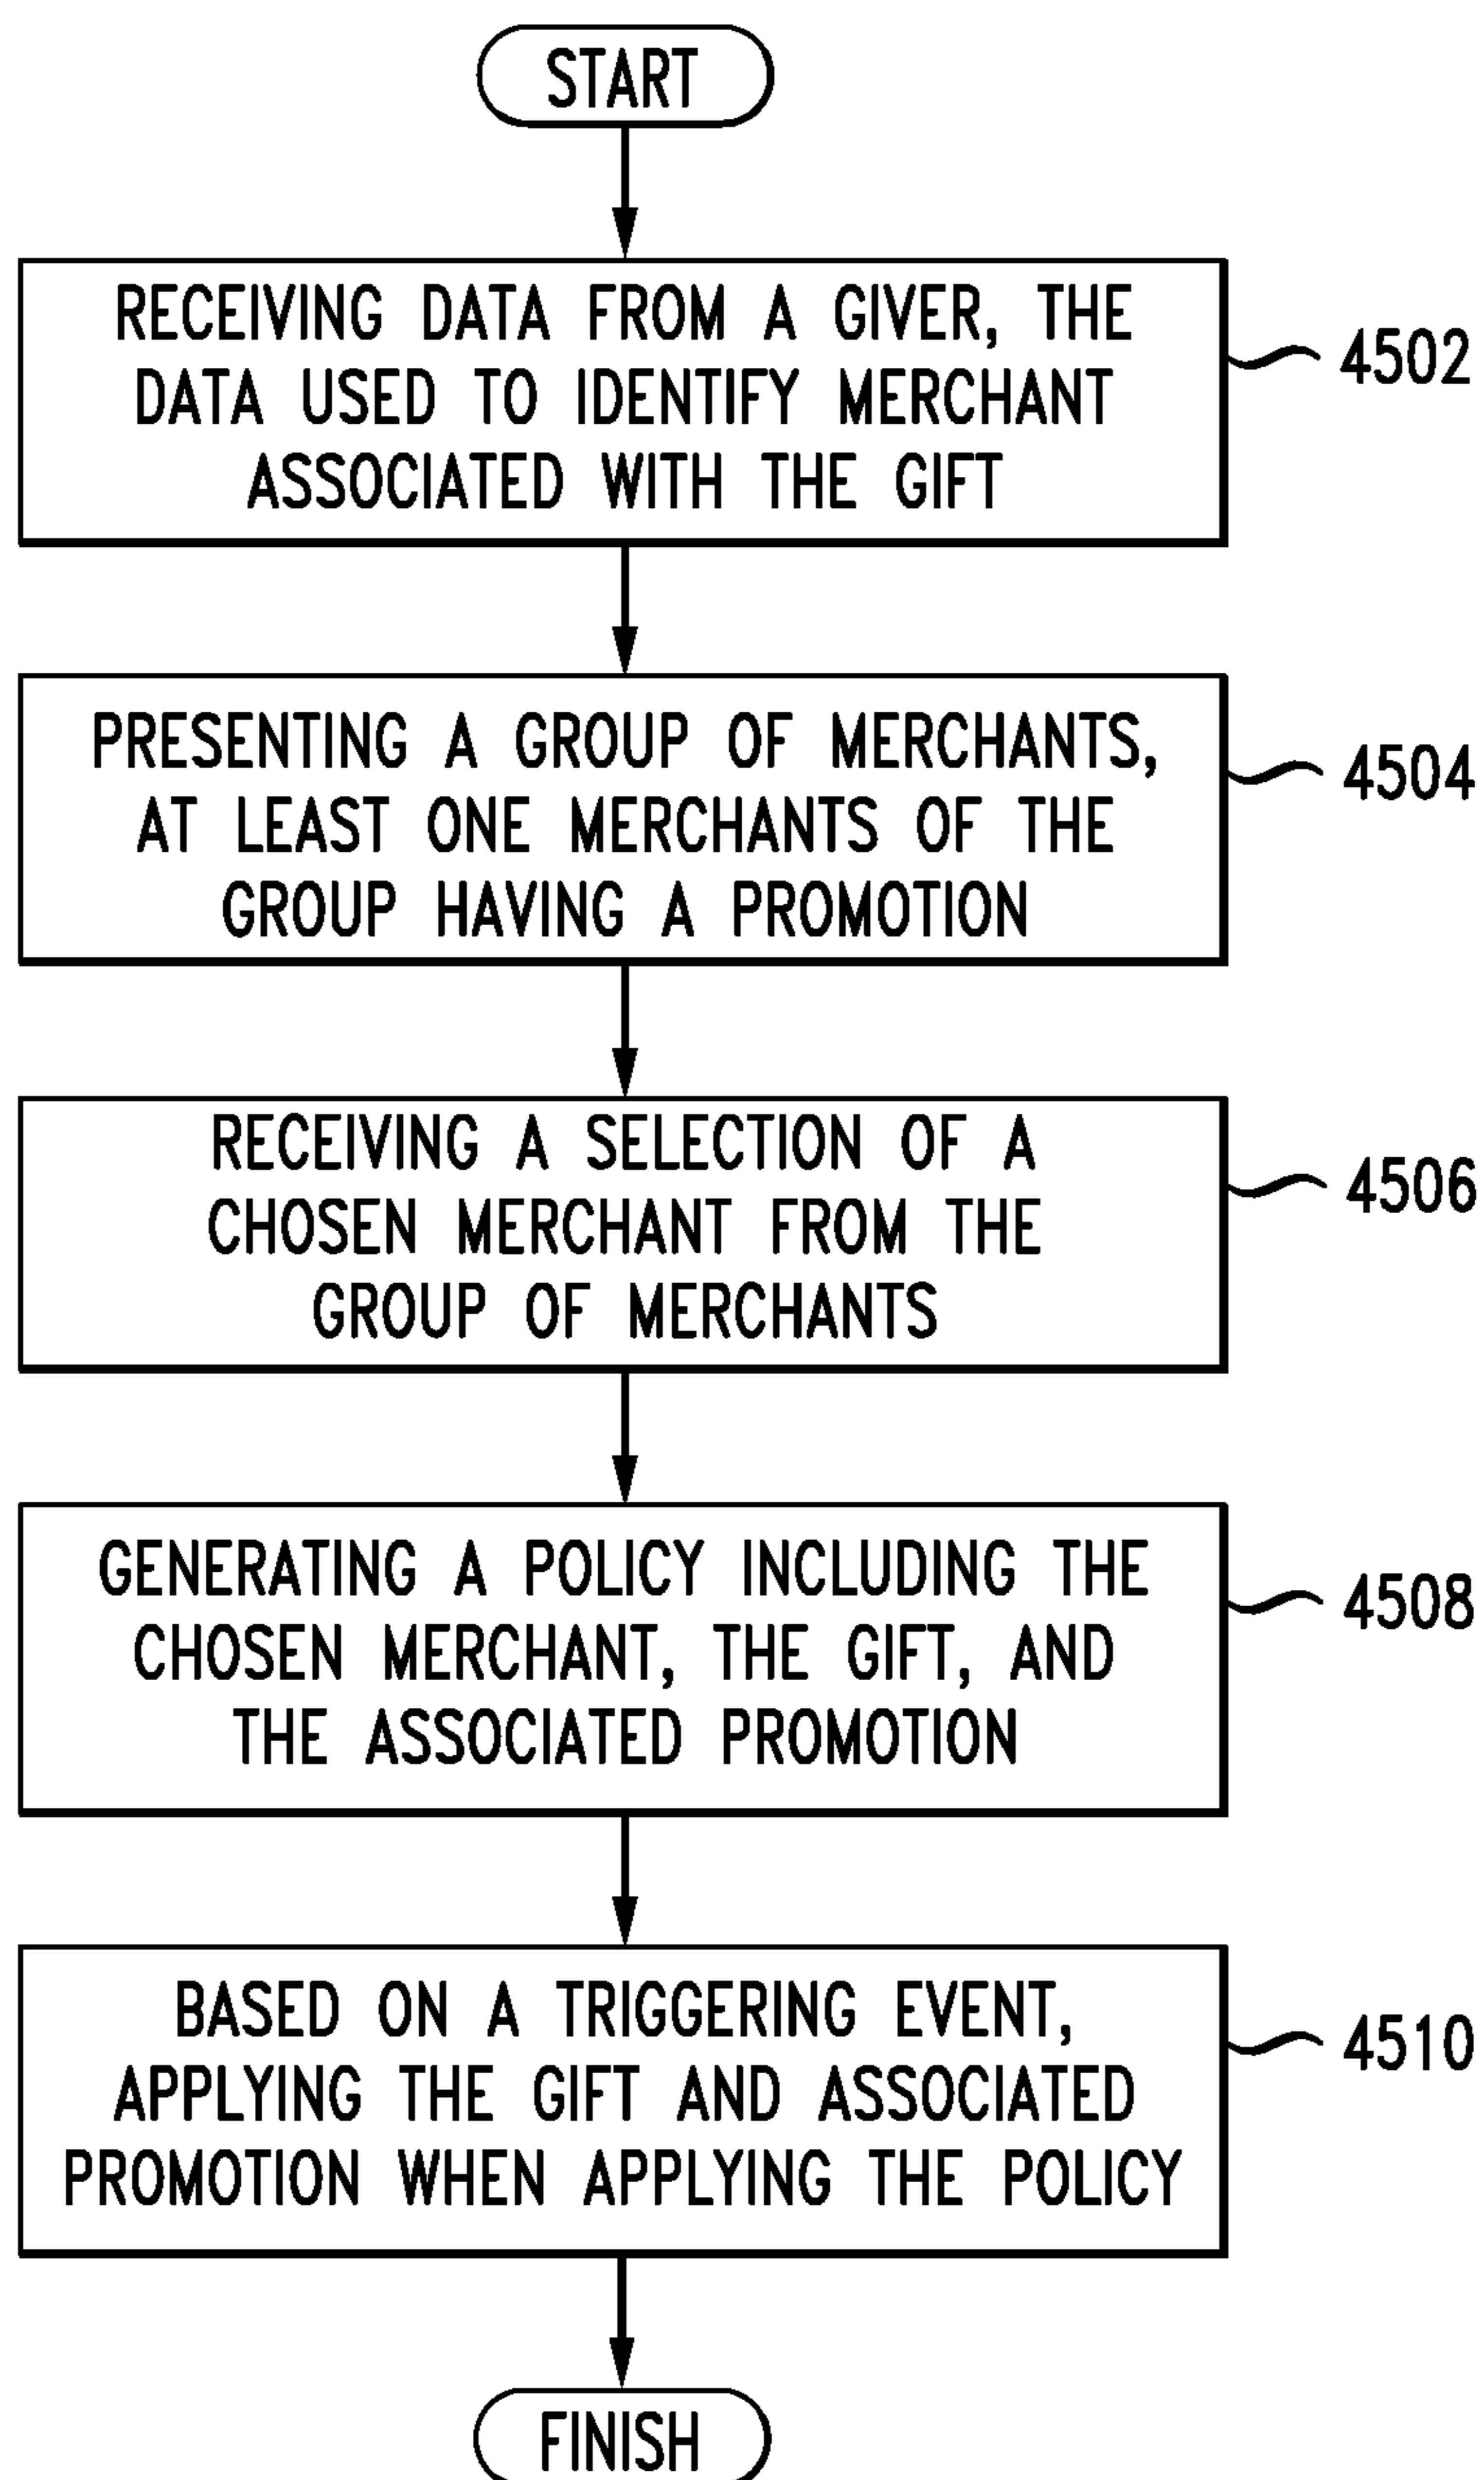 START
RECEIVING DATA FROM A GIVER, THE
DATA USED TO IDENTIFY MERCHANT
ASSOCIATED WITH THE GIFT
4502
PRESENTING A GROUP OF MERCHANTS,
AT LEAST ONE MERCHANTS OF THE
GROUP HAVING A PROMOTION
4504
RECEIVING A SELECTION OF A
CHOSEN MERCHANT FROM THE
GROUP OF MERCHANTS
4506
GENERATING A POLICY INCLUDING THE
CHOSEN MERCHANT, THE GIFT, AND
THE ASSOCIATED PROMOTION
4508
BASED ON A TRIGGERING EVENT,
APPLYING THE GIFT AND ASSOCIATED
PROMOTION WHEN APPLYING THE POLICY
4510
FINISH